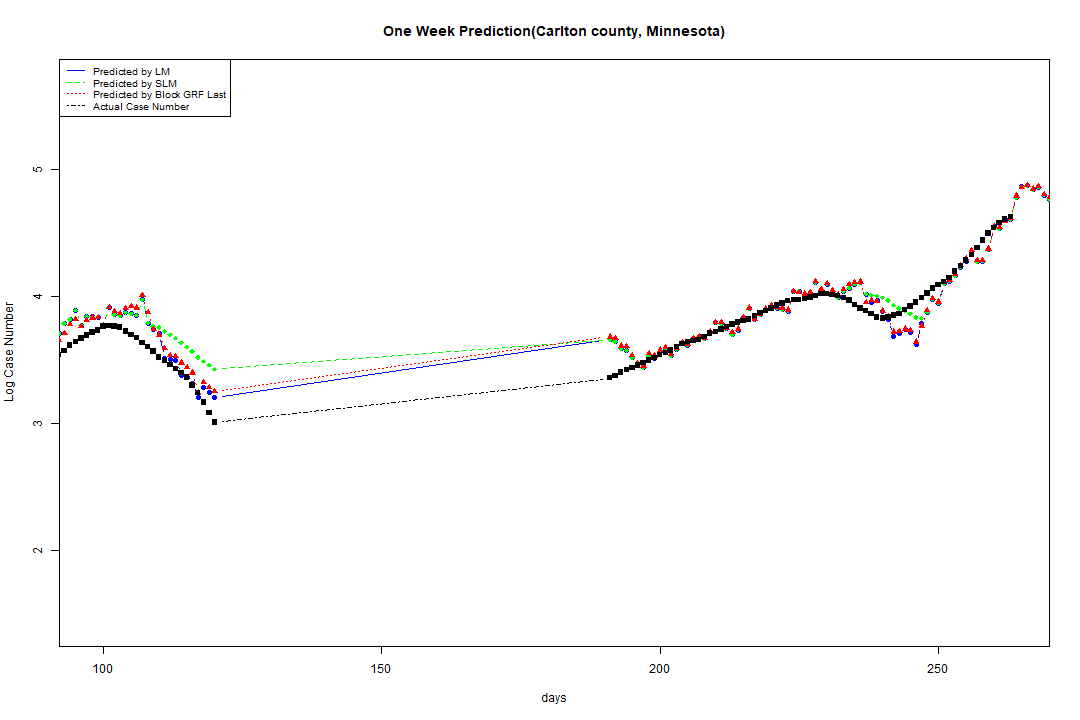 One Week Prediction(Carlton county, Minnesota)
Predicted by LM
Predicted by SLM
Predicted by Block GRF Last
Actual Case Number
5
4
3
2
Log Case Number
100 150 200 250
days